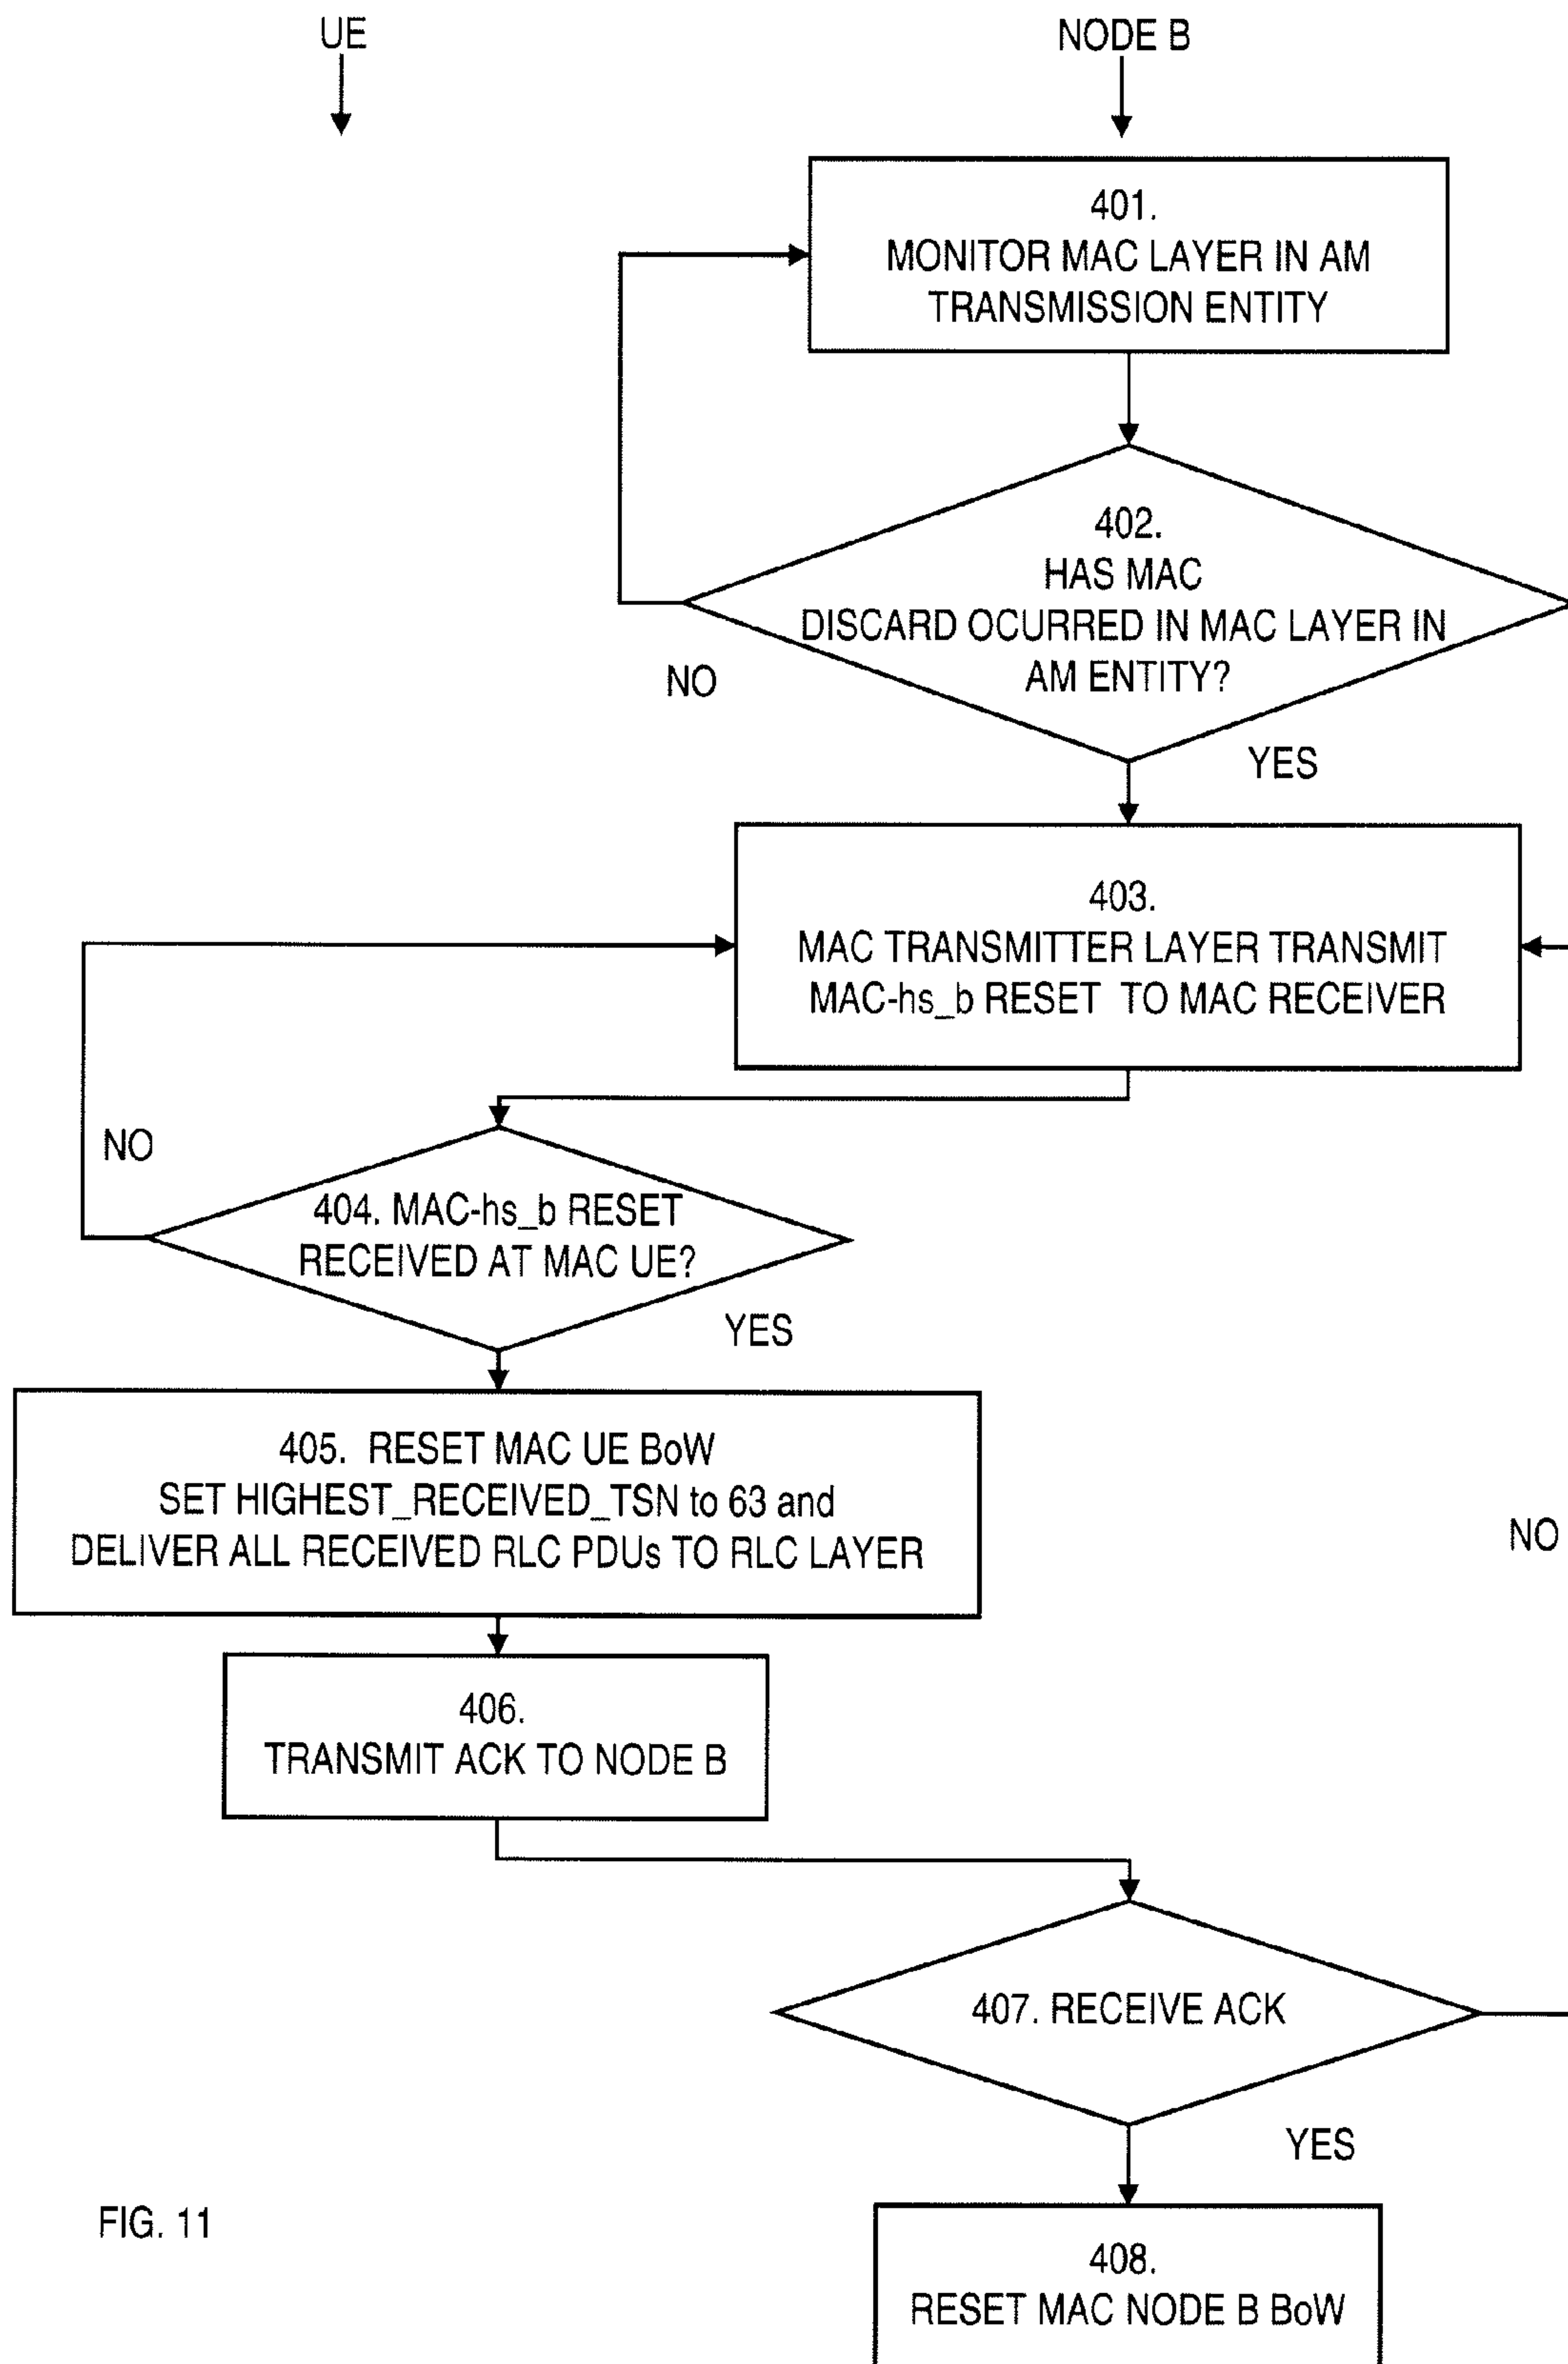 UE
NODE B
401.
MONITOR MAC LAYER IN AM
TRANSMISSION ENTITY
402.
HAS MAC
DISCARD OCURRED IN MAC LAYER IN
AM ENTITY?
NO
YES
403.
MAC TRANSMITTER LAYER TRANSMIT
MAC-hs_b RESET TO MAC RECEIVER
NO
404. MAC-hs_b RESET
RECEIVED AT MAC UE?
YES
405. RESET MAC UE BoW
SET HIGHEST_RECEIVED_TSN to 63 and
DELIVER ALL RECEIVED RLC PDUs TO RLC LAYER
NO
406.
TRANSMIT ACK TO NODE B
407. RECEIVE ACK
YES
408.
RESET MAC NODE B BoW
FIG. 11